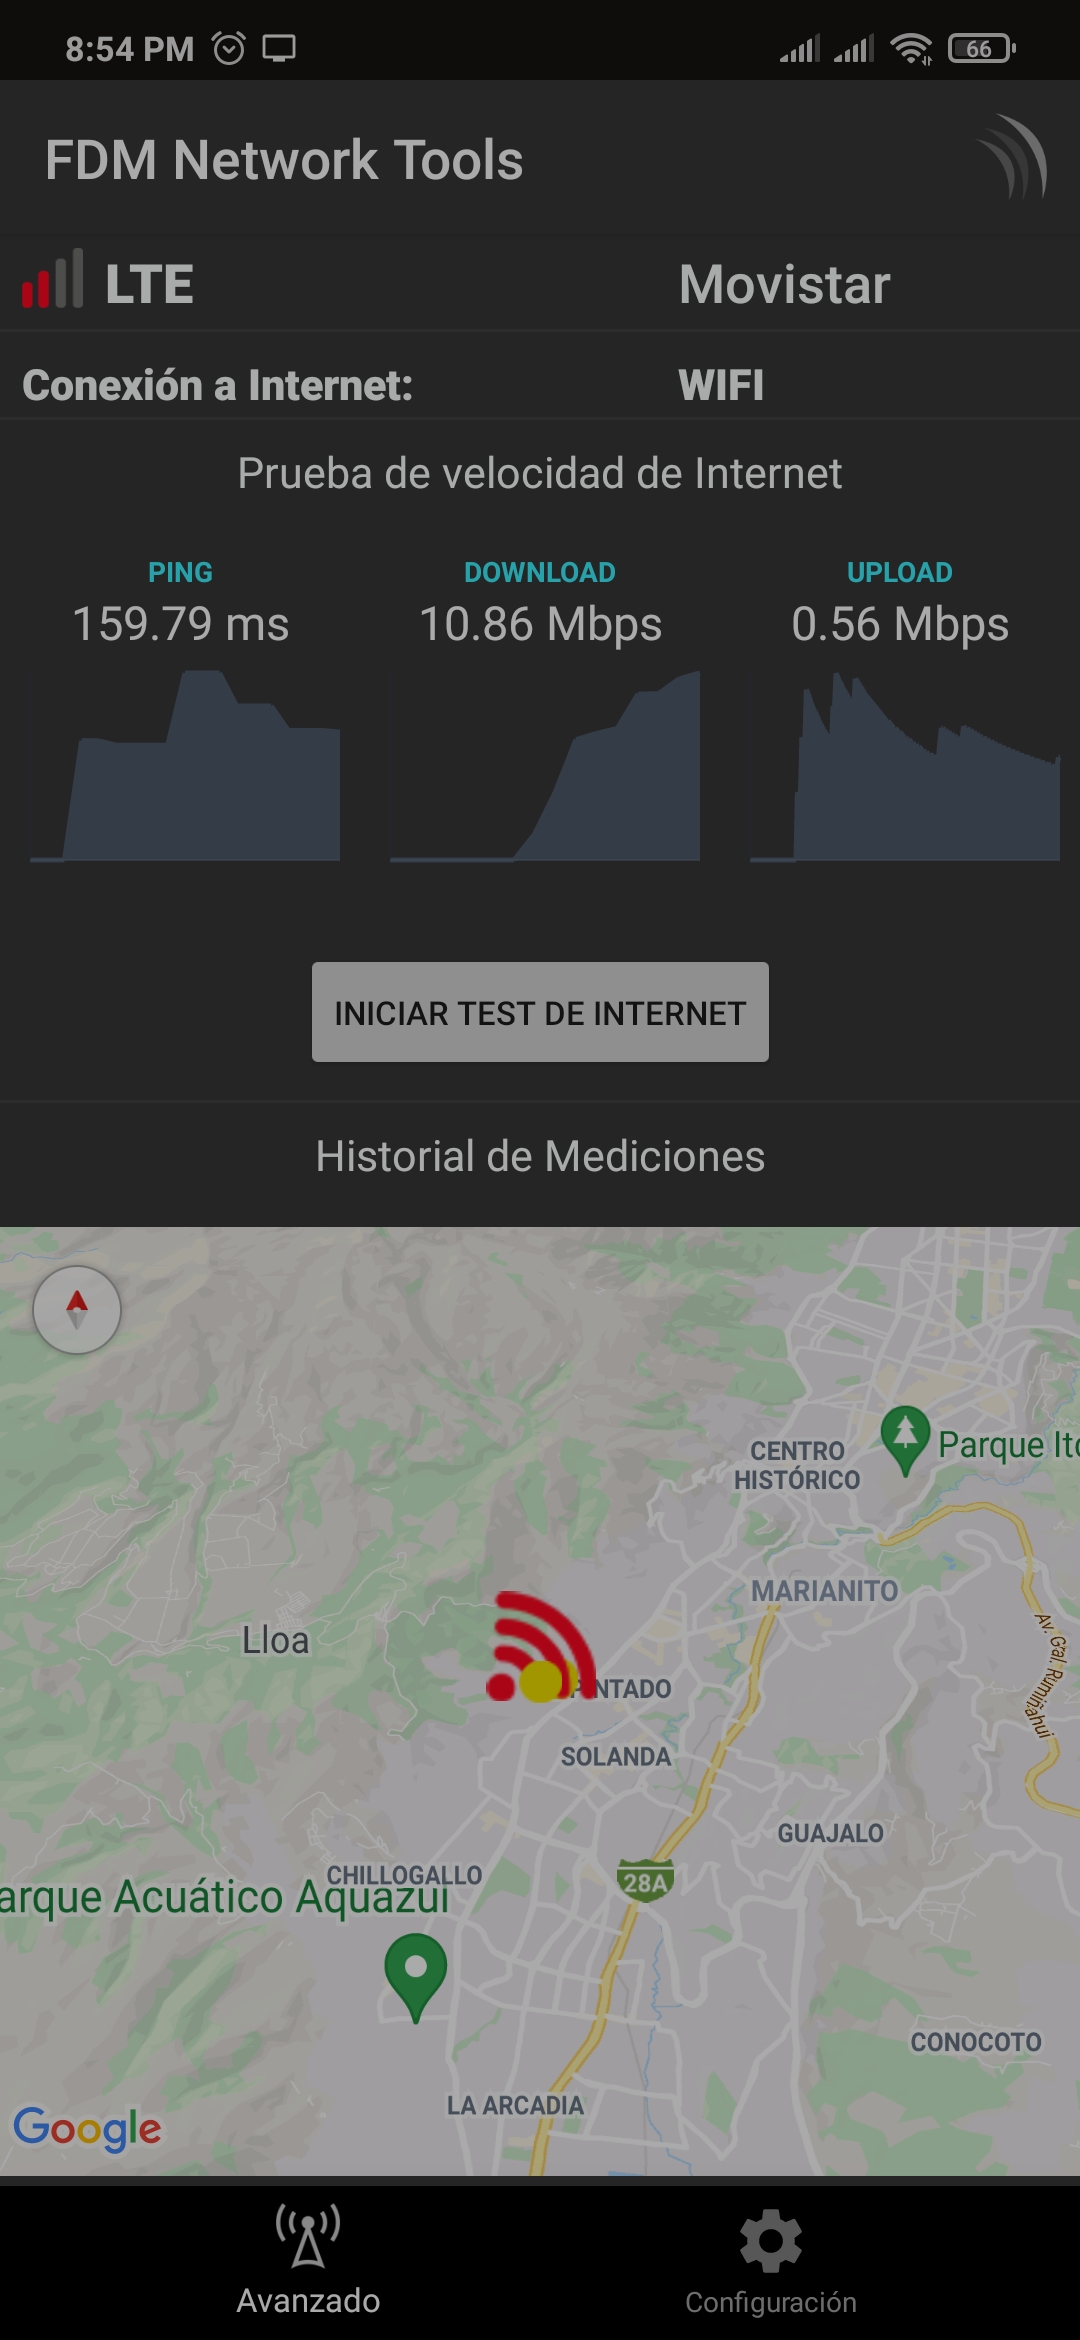 8:54 PM
66
FDM Network Tools
LTE
Movistar
Conexión a Internet:
WIFI
Prueba de velocidad de Internet
PING
DOWNLOAD
UPLOAD
159.79 ms
10.86 Mbps
0.56 Mbps
INICIAR TEST DE INTERNET
Historial de Mediciones
CENTRO
HISTÓRICO
Parque Itc
MARIANITO
Av. Gral. Rumiñahui
Lloa
PINTADO
SOLANDA
GUAJALO
CHILLOGALLO
28A
arque Acuático Aquazul
CONOCOTO
LA ARCADIA
Google
Avanzado
Configuración